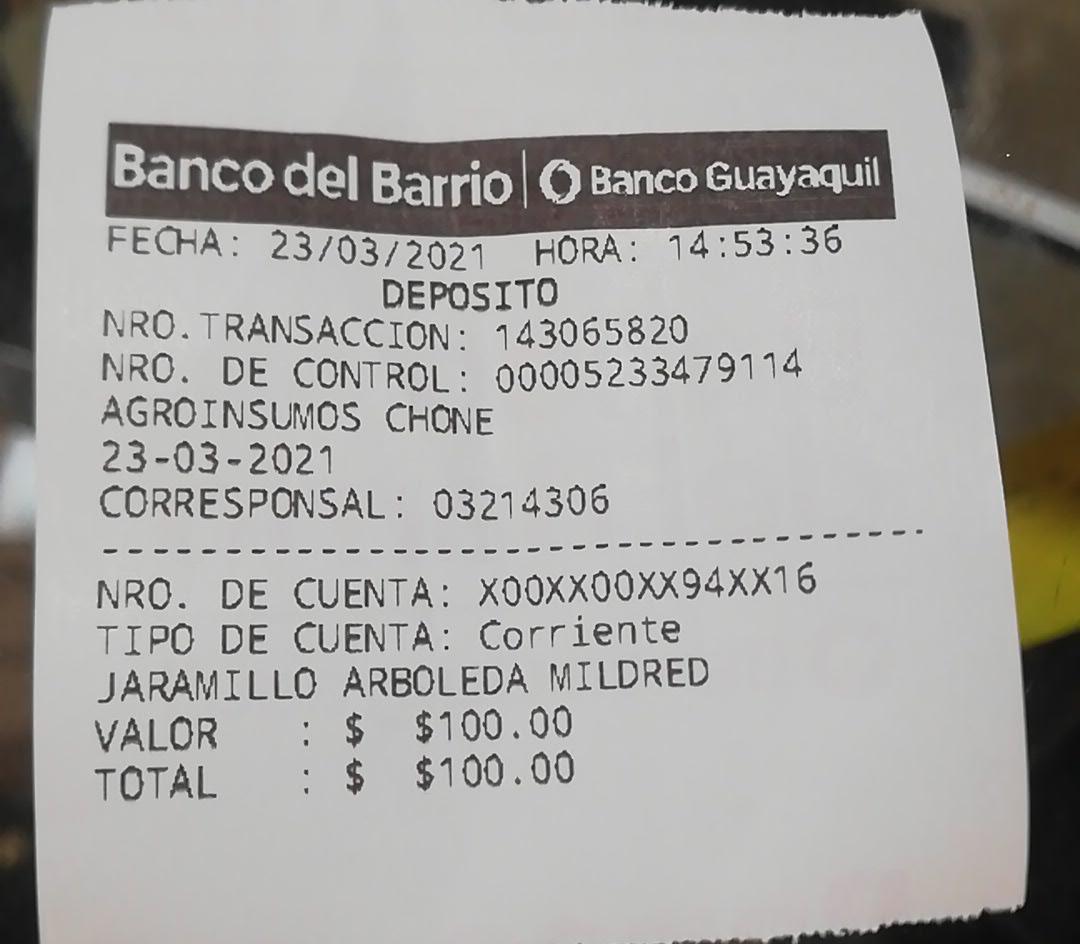 Banco del Barrio | Banco Guayaquil
FECHA: 23/03/2021 HORA: 14:53:36
DEPOSITO
NRO.TRANSACCION: 143065820
NRO. DE CONTROL: 00005233479114
AGROINSUMOS CHONE
23-03-2021
CORRESPONSAL: 03214306
--------------------------------------
NRO. DE CUENTA: X00XX00XX94XX16
TIPO DE CUENTA: Corriente
JARAMILLO ARBOLEDA MILDRED
VALOR : $ $100.00
TOTAL : $ $100.00